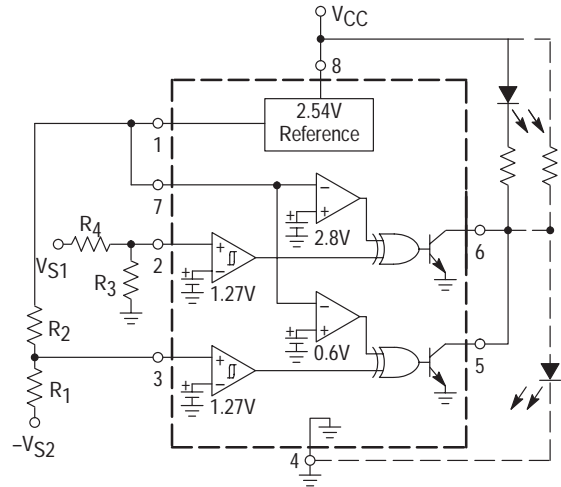 VCC
8
2.54V
Reference
1
7
2.8V
R4
VS1
2
R3
1.27V
6
R2
0.6V
3
5
R1
1.27V
–VS2
4